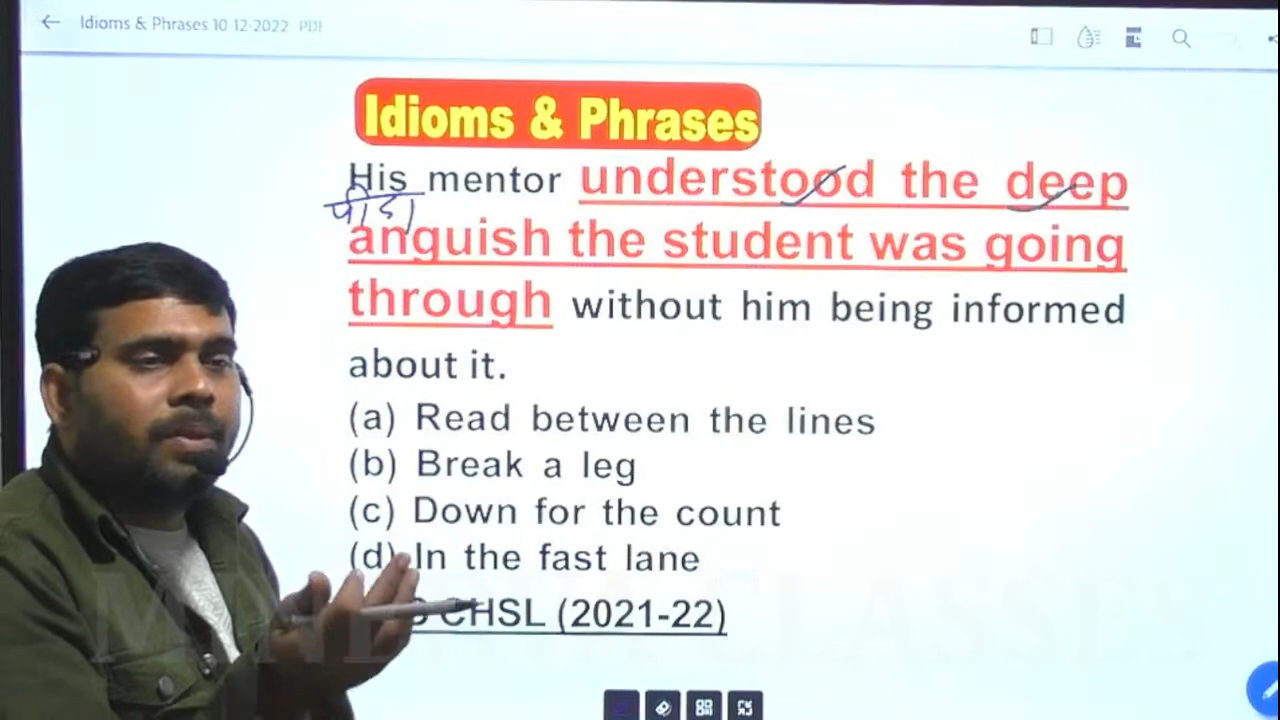 Idioms & Phrases 10 12-2022 PDF
Idioms & Phrases
His mentor understood the deep
पीड़ा
anguish the student was going
through without him being informed
about it.
(a) Read between the lines
(b) Break a leg
(c) Down for the count
(d) In the fast lane
CHSL (2021-22)
CLASSES